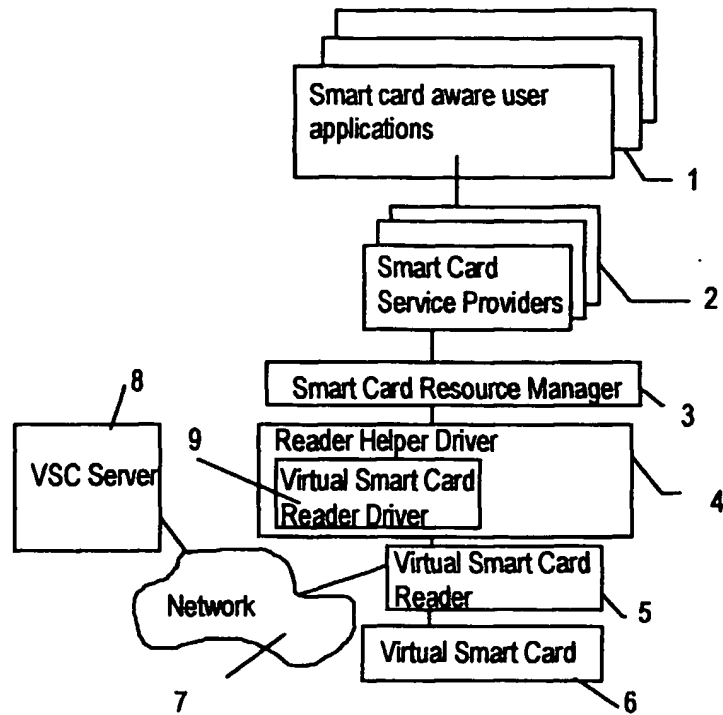 Smart card aware user
applications
1
Smart Card
Service Providers
2
8
Smart Card Resource Manager
3
VSC Server
9
Reader Helper Driver
Virtual Smart Card
Reader Driver
4
Virtual Smart Card
Reader
5
Network
Virtual Smart Card
7
6